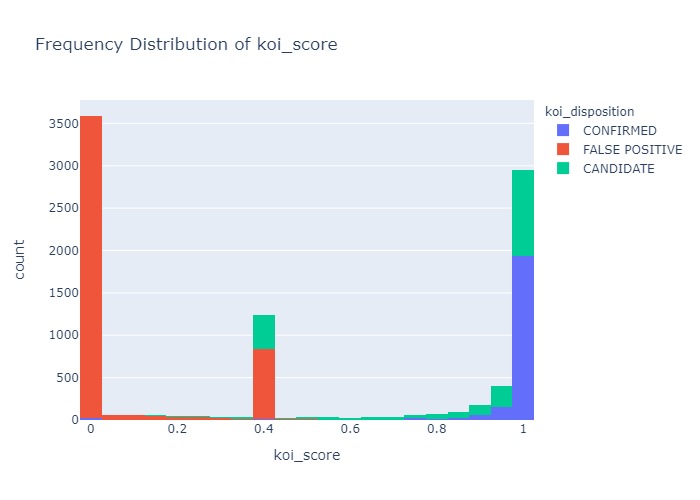 Frequency Distribution of koi_score
koi_disposition
CONFIRMED
FALSE POSITIVE
CANDIDATE
count
3500
3000
2500
2000
1500
1000
500
0
0 0.2 0.4 0.6 0.8 1
koi_score